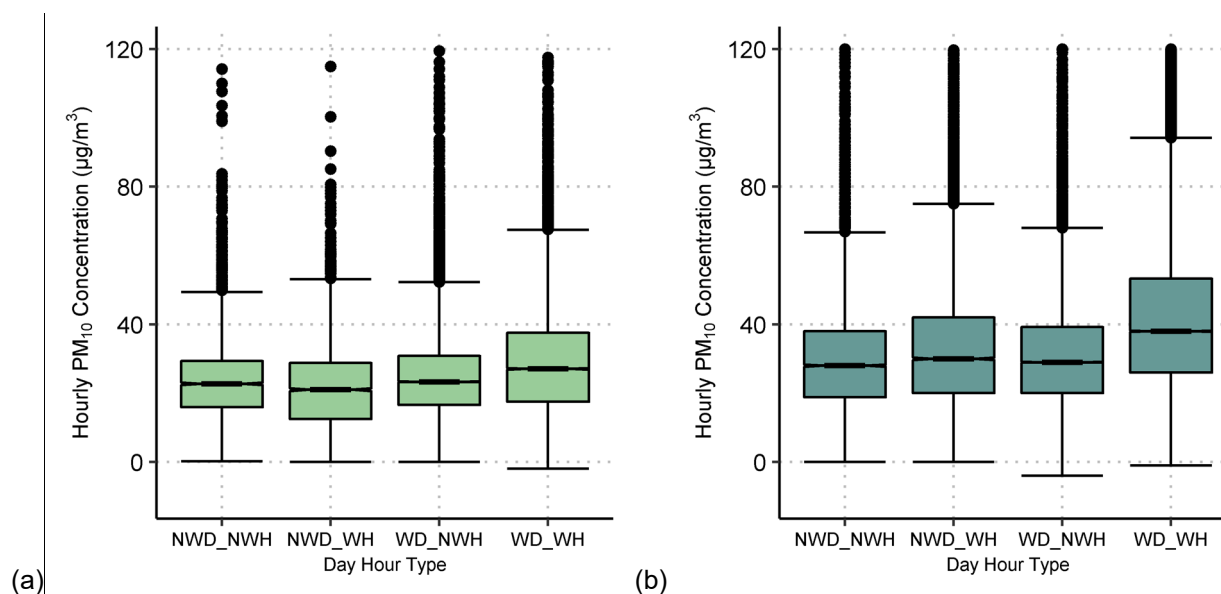 120
80
40
0
Hourly PM₁₀ Concentration (µg/m³)
NWD_NWH NWD_WH WD_NWH WD_WH
Day Hour Type
(a)
120
80
40
0
Hourly PM₁₀ Concentration (µg/m³)
NWD_NWH NWD_WH WD_NWH WD_WH
Day Hour Type
(b)